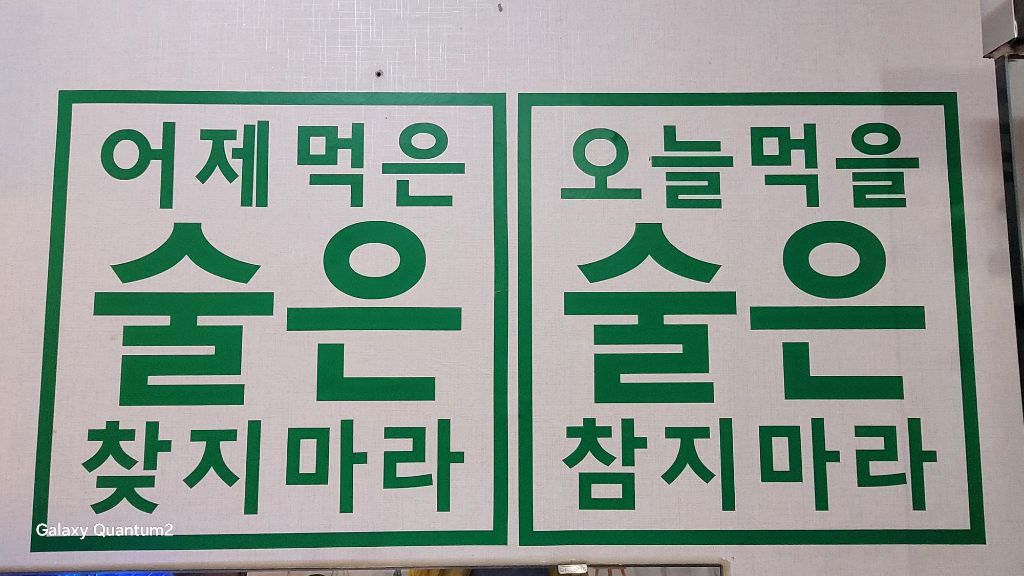 어제먹은
술은
찾지마라
오늘먹을
술은
참지마라
Galaxy Quantum2